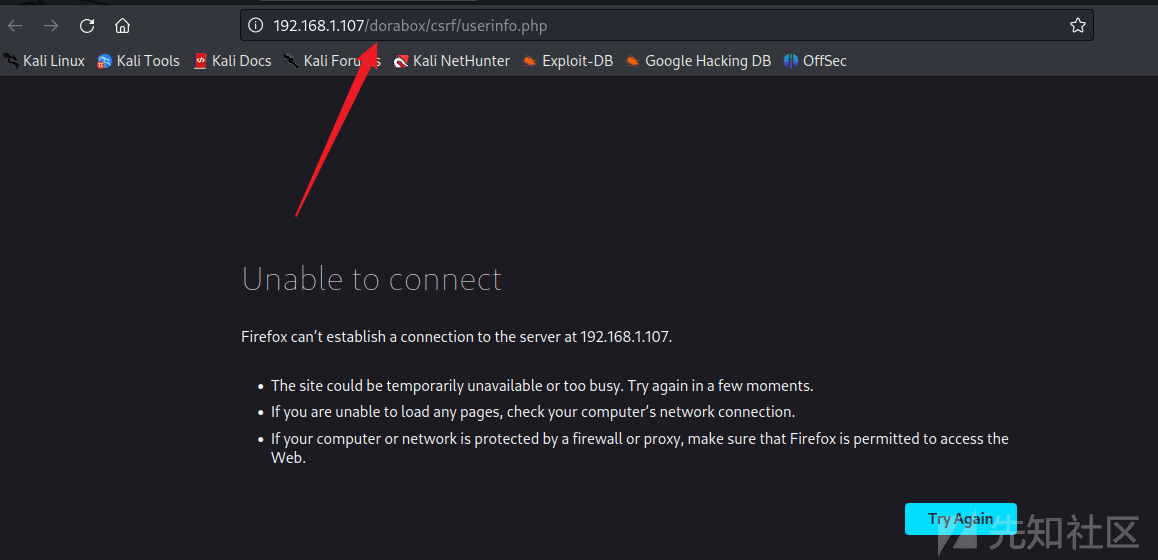 192.168.1.107/dorabox/csrf/userinfo.php
Kali Linux Kali Tools Kali Docs Kali Forums Kali NetHunter Exploit-DB Google Hacking DB OffSec
Unable to connect
Firefox can’t establish a connection to the server at 192.168.1.107.
• The site could be temporarily unavailable or too busy. Try again in a few moments.
• If you are unable to load any pages, check your computer’s network connection.
• If your computer or network is protected by a firewall or proxy, make sure that Firefox is permitted to access the
Web.
Try Again
先知社区